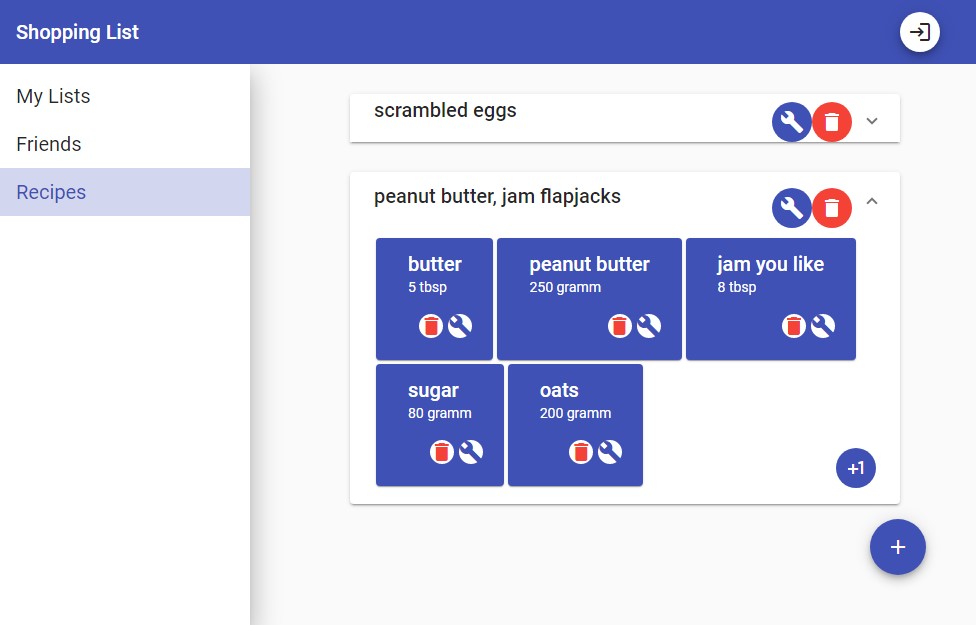 Shopping List
My Lists
Friends
Recipes
scrambled eggs
peanut butter, jam flapjacks
butter
5 tbsp
peanut butter
250 gramm
jam you like
8 tbsp
sugar
80 gramm
oats
200 gramm
+1
+